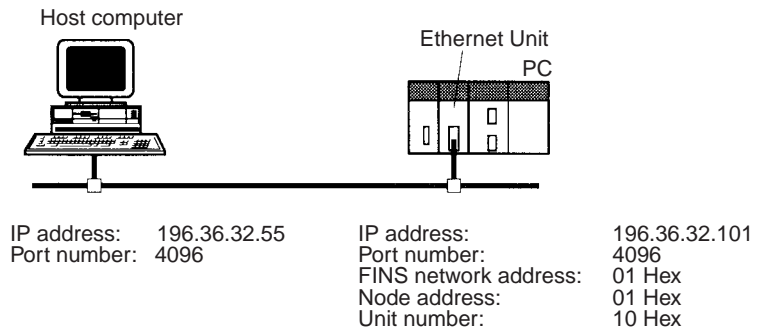 Host computer
Ethernet Unit
PC
IP address: 196.36.32.55
Port number: 4096
IP address: 196.36.32.101
Port number: 4096
FINS network address: 01 Hex
Node address: 01 Hex
Unit number: 10 Hex